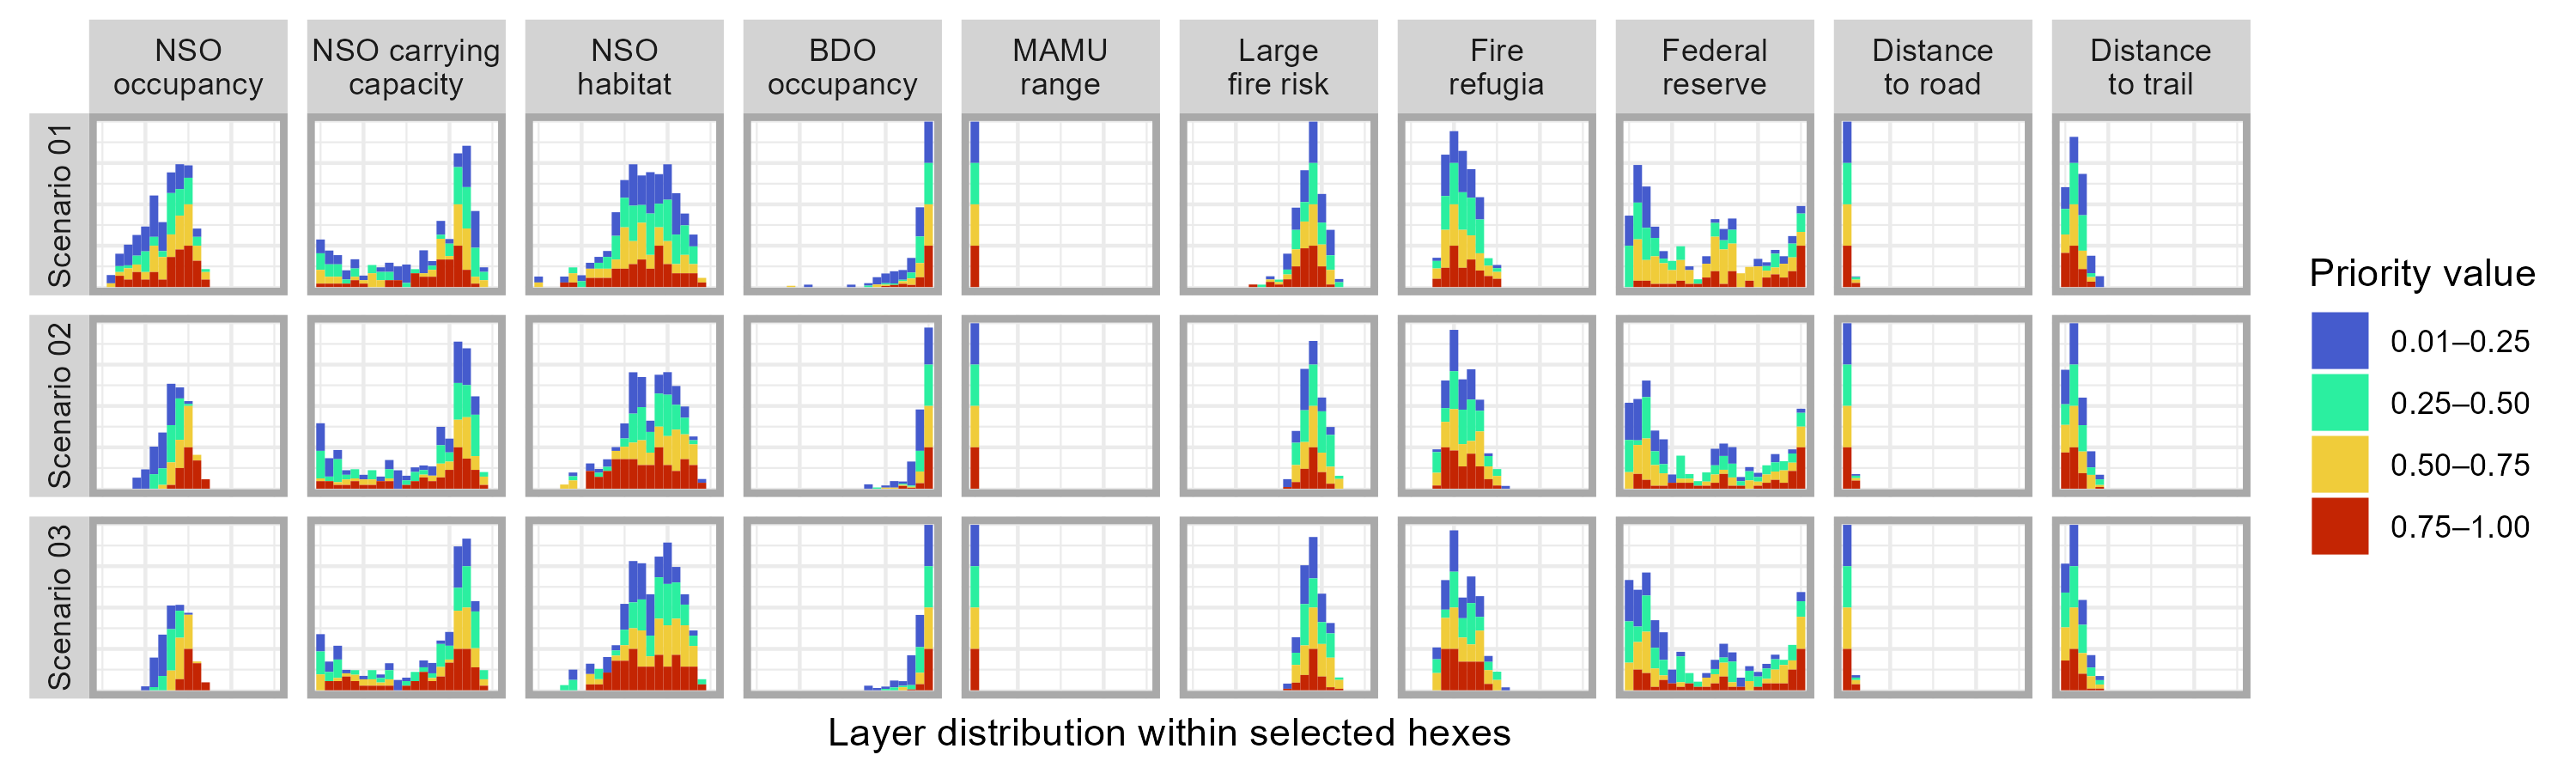 NSO
occupancy
NSO carrying
capacity
NSO
habitat
BDO
occupancy
MAMU
range
Large
fire risk
Fire
refugia
Federal
reserve
Distance
to road
Distance
to trail
Scenario 01
Scenario 02
Scenario 03
Layer distribution within selected hexes
Priority value
0.01–0.25
0.25–0.50
0.50–0.75
0.75–1.00